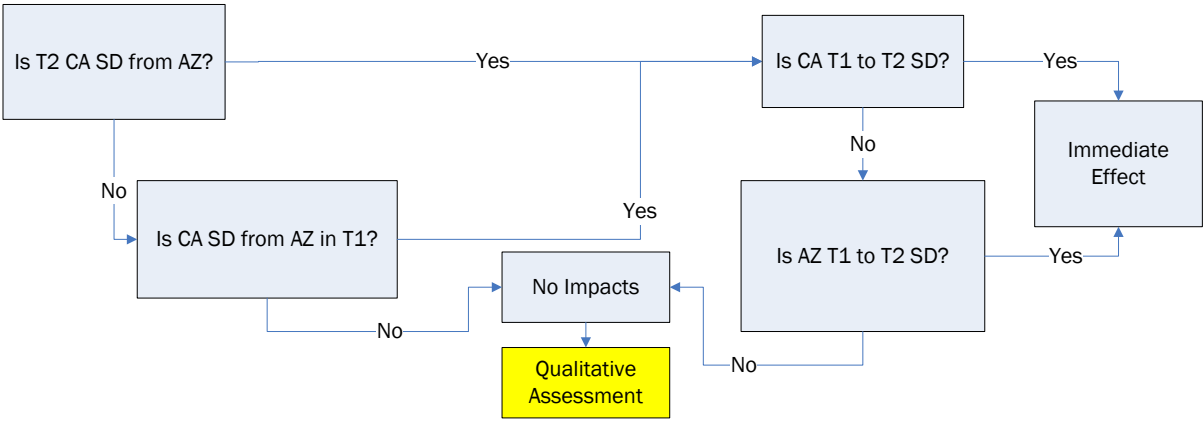 Is T2 CA SD from AZ?
Yes
Is CA T1 to T2 SD?
Yes
No
Immediate
Effect
No
Is CA SD from AZ in T1?
Yes
Is AZ T1 to T2 SD?
Yes
No Impacts
No
No
Qualitative
Assessment